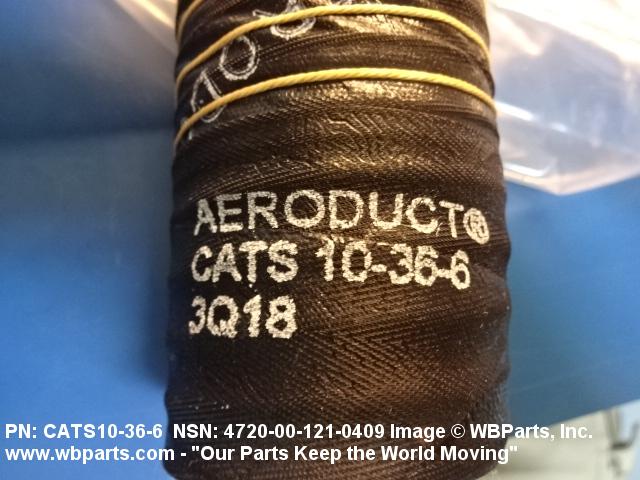 AERODUCT®
CATS 10-36-6
3Q18
PN: CATS10-36-6 NSN: 4720-00-121-0409 Image © WBParts, Inc.
www.wbparts.com - "Our Parts Keep the World Moving"